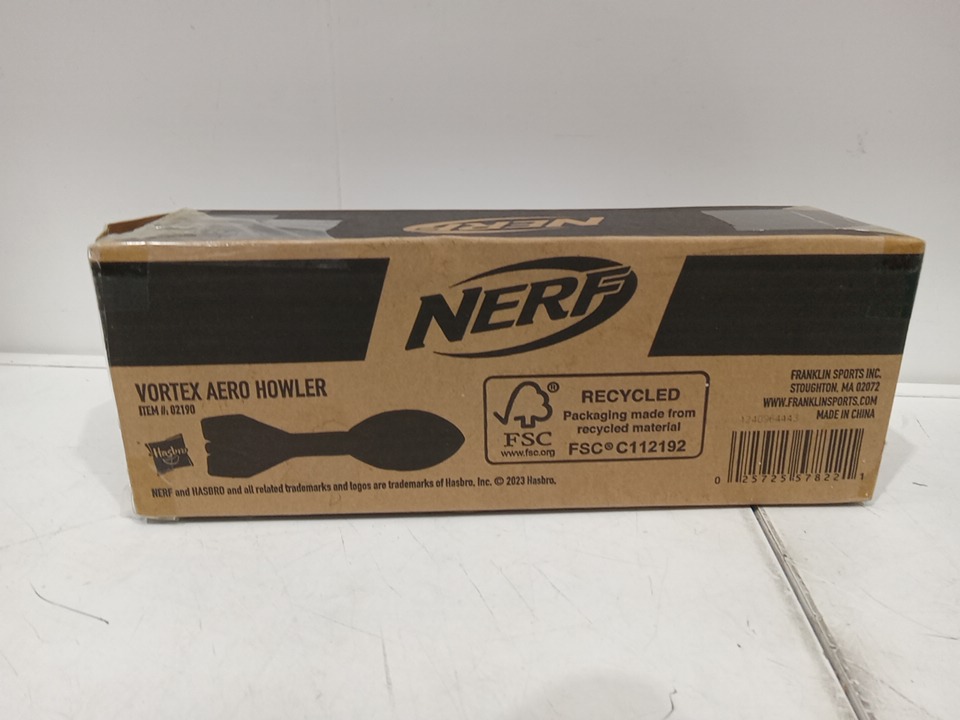 NERF
NERF
VORTEX AERO HOWLER
ITEM #: 02190
Hasbro
NERF and HASBRO and all related trademarks and logos are trademarks of Hasbro, Inc. © 2023 Hasbro.
FSC
www.fsc.org
®
RECYCLED
Packaging made from
recycled material
FSC® C112192
FRANKLIN SPORTS INC.
STOUGHTON, MA 02072
WWW.FRANKLINSPORTS.COM
MADE IN CHINA
0 25725 57822 1